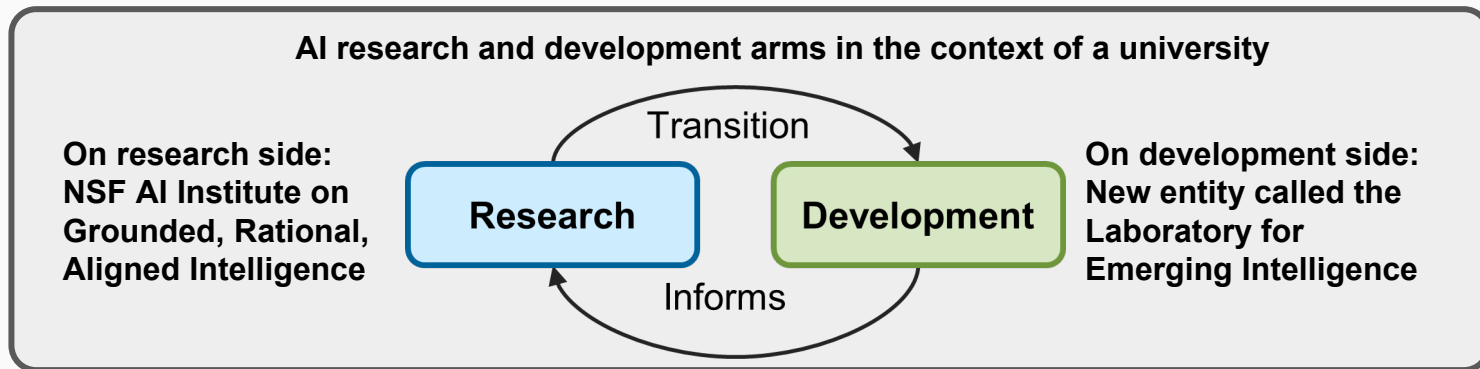 AI research and development arms in the context of a university
Transition
On research side:
NSF AI Institute on
Grounded, Rational,
Aligned Intelligence
Research
Development
On development side:
New entity called the
Laboratory for
Emerging Intelligence
Informs